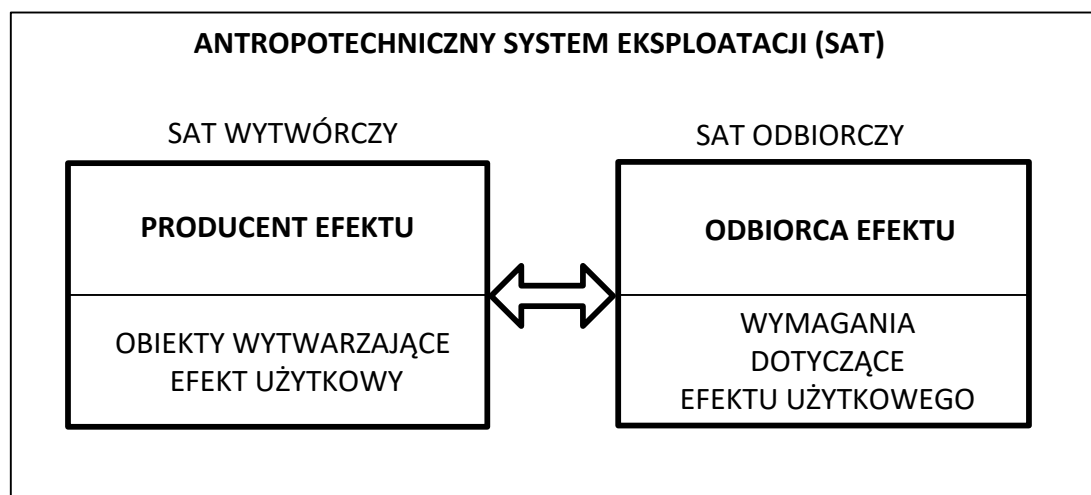 ANTROPOTECHNICZNY SYSTEM EKSPLOATACJI (SAT)
SAT WYTWÓRCZY
PRODUCENT EFEKTU
OBIEKTY WYTWARZAJĄCE
EFEKT UŻYTKOWY
SAT ODBIORCZY
ODBIORCA EFEKTU
WYMAGANIA
DOTYCZĄCE
EFEKTU UŻYTKOWEGO